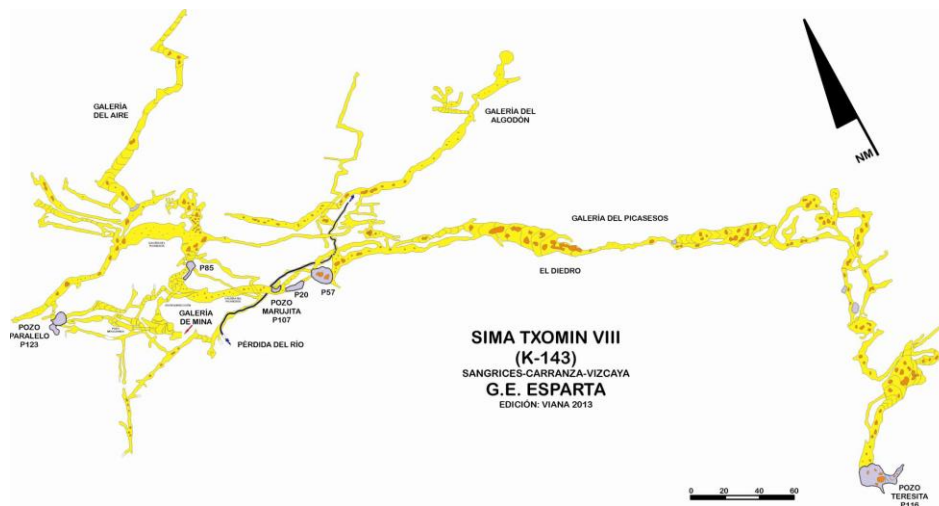 GALERÍA
DEL AIRE
GALERÍA DEL
ALGODÓN
NM
GALERÍA DEL PICASESOS
EL DIEDRO
P85
P20
P57
POZO
MARUJITA
P107
GALERÍA
DE MINA
POZO
PARALELO
P123
PÉRDIDA DEL RÍO
SIMA TXOMIN VIII
(K-143)
SANGRICES-CARRANZA-VIZCAYA
G.E. ESPARTA
EDICIÓN: VIANA 2013
0 20 40 60
POZO
TERESITA
P116